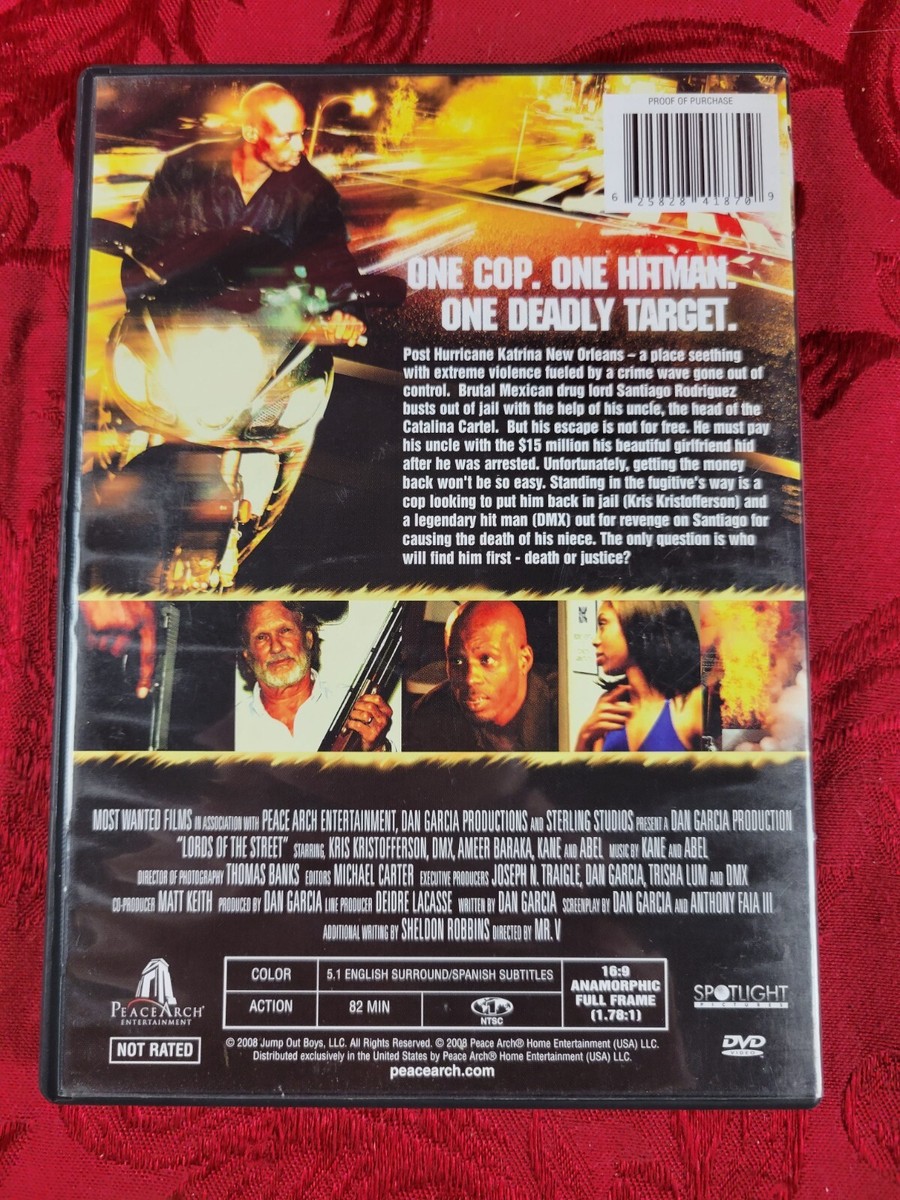 PROOF OF PURCHASE
6 25828 41870 9
ONE COP. ONE HITMAN.
ONE DEADLY TARGET.
Post Hurricane Katrina New Orleans – a place seething
with extreme violence fueled by a crime wave gone out of
control. Brutal Mexican drug lord Santiago Rodriguez
busts out of jail with the help of his uncle, the head of the
Catalina Cartel. But his escape is not for free. He must pay
his uncle with the $15 million his beautiful girlfriend hid
after he was arrested. Unfortunately, getting the money
back won't be so easy. Standing in the fugitive's way is a
cop looking to put him back in jail (Kris Kristofferson) and
a legendary hit man (DMX) out for revenge on Santiago for
causing the death of his niece. The only question is who
will find him first - death or justice?
MOST WANTED FILMS IN ASSOCIATION WITH PEACE ARCH ENTERTAINMENT, DAN GARCIA PRODUCTIONS AND STERLING STUDIOS PRESENT A DAN GARCIA PRODUCTION
"LORDS OF THE STREET" STARRING KRIS KRISTOFFERSON, DMX, AMEER BARAKA, KANE AND ABEL MUSIC BY KANE AND ABEL
DIRECTOR OF PHOTOGRAPHY THOMAS BANKS EDITORS MICHAEL CARTER EXECUTIVE PRODUCERS JOSEPH N. TRAIGLE, DAN GARCIA, TRISHA LUM AND DMX
CO-PRODUCER MATT KEITH PRODUCED BY DAN GARCIA LINE PRODUCER DEIDRE LACASSE WRITTEN BY DAN GARCIA SCREENPLAY BY DAN GARCIA AND ANTHONY FAIA III
ADDITIONAL WRITING BY SHELDON ROBBINS DIRECTED BY MR. V
PEACE ARCH®
ENTERTAINMENT
NOT RATED
COLOR
5.1 ENGLISH SURROUND/SPANISH SUBTITLES
ACTION
82 MIN
NTSC
16:9
ANAMORPHIC
FULL FRAME
(1.78:1)
SPOTLIGHT
PICTURES
DVD
VIDEO
© 2008 Jump Out Boys, LLC. All Rights Reserved. © 2008 Peace Arch® Home Entertainment (USA) LLC.
Distributed exclusively in the United States by Peace Arch® Home Entertainment (USA) LLC.
peacearch.com